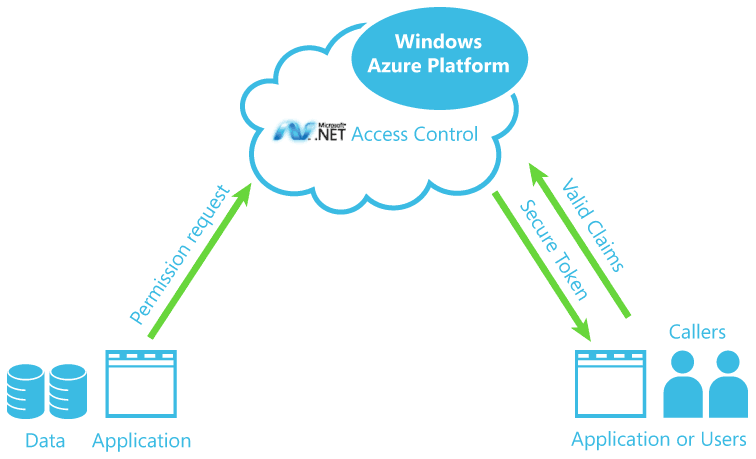 Windows
Azure Platform
Microsoft®
.NET Access Control
Permission request
Secure Token
Valid Claims
Callers
Data
Application
Application or Users